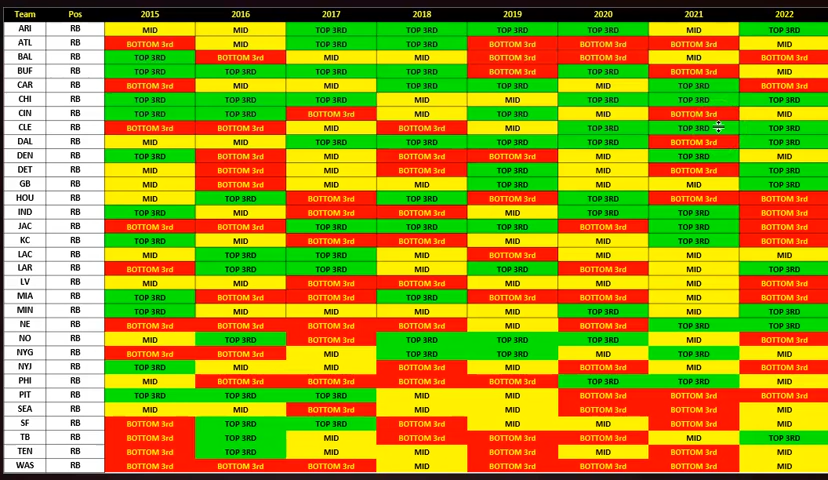 Team Pos 2015 2016 2017 2018 2019 2020 2021 2022
ARI RB MID MID TOP 3RD TOP 3RD TOP 3RD TOP 3RD MID TOP 3RD
ATL RB BOTTOM 3rd MID TOP 3RD TOP 3RD BOTTOM 3rd BOTTOM 3rd BOTTOM 3rd MID
BAL RB TOP 3RD BOTTOM 3rd MID MID BOTTOM 3rd BOTTOM 3rd MID BOTTOM 3rd
BUF RB TOP 3RD TOP 3RD TOP 3RD TOP 3RD BOTTOM 3rd TOP 3RD BOTTOM 3rd MID
CAR RB BOTTOM 3rd MID MID TOP 3RD TOP 3RD MID TOP 3RD TOP 3RD
CHI RB TOP 3RD TOP 3RD TOP 3RD MID MID TOP 3RD TOP 3RD TOP 3RD
CIN RB TOP 3RD TOP 3RD BOTTOM 3rd MID TOP 3RD MID BOTTOM 3rd MID
CLE RB BOTTOM 3rd BOTTOM 3rd MID BOTTOM 3rd MID TOP 3RD TOP 3RD TOP 3RD
DAL RB MID MID TOP 3RD TOP 3RD TOP 3RD TOP 3RD BOTTOM 3rd TOP 3RD
DEN RB TOP 3RD BOTTOM 3rd MID BOTTOM 3rd BOTTOM 3rd MID TOP 3RD MID
DET RB MID BOTTOM 3rd MID BOTTOM 3rd TOP 3RD MID BOTTOM 3rd TOP 3RD
GB RB MID BOTTOM 3rd MID MID TOP 3RD MID MID TOP 3RD
HOU RB MID TOP 3RD BOTTOM 3rd TOP 3RD BOTTOM 3rd TOP 3RD BOTTOM 3rd BOTTOM 3rd
IND RB TOP 3RD MID BOTTOM 3rd BOTTOM 3rd MID TOP 3RD TOP 3RD BOTTOM 3rd
JAC RB BOTTOM 3rd BOTTOM 3rd TOP 3RD TOP 3RD TOP 3RD BOTTOM 3rd TOP 3RD BOTTOM 3rd
KC RB TOP 3RD MID BOTTOM 3rd BOTTOM 3rd MID MID TOP 3RD BOTTOM 3rd
LAC RB MID TOP 3RD TOP 3RD MID BOTTOM 3rd MID MID MID
LAR RB BOTTOM 3rd TOP 3RD TOP 3RD MID TOP 3RD BOTTOM 3rd MID TOP 3RD
LV RB MID MID BOTTOM 3rd BOTTOM 3rd MID MID MID BOTTOM 3rd
MIA RB TOP 3RD BOTTOM 3rd BOTTOM 3rd TOP 3RD BOTTOM 3rd BOTTOM 3rd MID BOTTOM 3rd
MIN RB TOP 3RD MID MID MID MID TOP 3RD MID TOP 3RD
NE RB BOTTOM 3rd BOTTOM 3rd BOTTOM 3rd BOTTOM 3rd MID BOTTOM 3rd TOP 3RD TOP 3RD
NO RB MID TOP 3RD BOTTOM 3rd TOP 3RD TOP 3RD TOP 3RD MID BOTTOM 3rd
NYG RB BOTTOM 3rd BOTTOM 3rd MID TOP 3RD TOP 3RD MID TOP 3RD MID
NYJ RB TOP 3RD MID MID BOTTOM 3rd MID BOTTOM 3rd MID BOTTOM 3rd
PHI RB MID BOTTOM 3rd BOTTOM 3rd BOTTOM 3rd BOTTOM 3rd TOP 3RD TOP 3RD MID
PIT RB TOP 3RD TOP 3RD TOP 3RD MID MID BOTTOM 3rd BOTTOM 3rd BOTTOM 3rd
SEA RB MID MID BOTTOM 3rd MID MID BOTTOM 3rd BOTTOM 3rd MID
SF RB BOTTOM 3rd TOP 3RD TOP 3RD BOTTOM 3rd MID MID BOTTOM 3rd MID
TB RB BOTTOM 3rd TOP 3RD MID BOTTOM 3rd BOTTOM 3rd BOTTOM 3rd MID TOP 3RD
TEN RB BOTTOM 3rd TOP 3RD MID MID BOTTOM 3rd MID BOTTOM 3rd MID
WAS RB BOTTOM 3rd BOTTOM 3rd BOTTOM 3rd MID BOTTOM 3rd BOTTOM 3rd BOTTOM 3rd MID